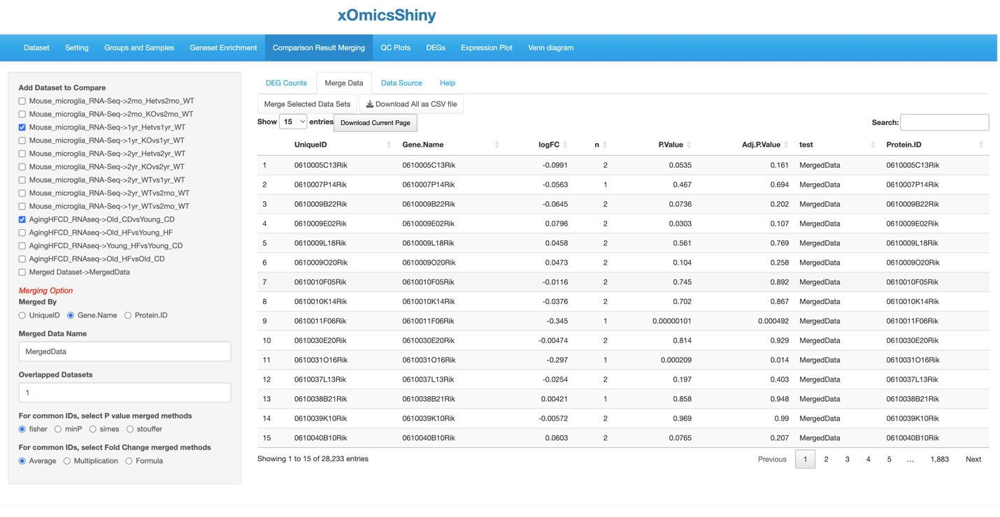 xOmicsShiny
Dataset Setting Groups and Samples Geneset Enrichment Comparison Result Merging QC Plots DEGs Expression Plot Venn diagram
Add Dataset to Compare
Mouse_microglia_RNA-Seq->2mo_Hetvs2mo_WT
Mouse_microglia_RNA-Seq->2mo_KOvs2mo_WT
Mouse_microglia_RNA-Seq->1yr_Hetvs1yr_WT
Mouse_microglia_RNA-Seq->1yr_KOvs1yr_WT
Mouse_microglia_RNA-Seq->2yr_Hetvs2yr_WT
Mouse_microglia_RNA-Seq->2yr_KOvs2yr_WT
Mouse_microglia_RNA-Seq->2yr_WTvs1yr_WT
Mouse_microglia_RNA-Seq->2yr_WTvs2mo_WT
Mouse_microglia_RNA-Seq->1yr_WTvs2mo_WT
AgingHFCD_RNAseq->Old_CDvsYoung_CD
AgingHFCD_RNAseq->Old_HFvsYoung_HF
AgingHFCD_RNAseq->Young_HFvsYoung_CD
AgingHFCD_RNAseq->Old_HFvsOld_CD
Merged Dataset->MergedData
Merging Option
Merged By
UniqueID Gene.Name Protein.ID
Merged Data Name
MergedData
Overlapped Datasets
1
For common IDs, select P value merged methods
fisher minP simes stouffer
For common IDs, select Fold Change merged methods
Average Multiplication Formula
DEG Counts Merge Data Data Source Help
Merge Selected Data Sets Download All as CSV file
Show 15 entries Download Current Page Search:
UniqueID Gene.Name logFC n P.Value Adj.P.Value test Protein.ID
1 0610005C13Rik 0610005C13Rik -0.0991 2 0.0535 0.161 MergedData 0610005C13Rik
2 0610007P14Rik 0610007P14Rik -0.0563 1 0.467 0.694 MergedData 0610007P14Rik
3 0610009B22Rik 0610009B22Rik -0.0645 2 0.0736 0.202 MergedData 0610009B22Rik
4 0610009E02Rik 0610009E02Rik 0.0796 2 0.0303 0.107 MergedData 0610009E02Rik
5 0610009L18Rik 0610009L18Rik 0.0458 2 0.561 0.769 MergedData 0610009L18Rik
6 0610009O20Rik 0610009O20Rik 0.0473 2 0.104 0.258 MergedData 0610009O20Rik
7 0610010F05Rik 0610010F05Rik -0.0116 2 0.745 0.892 MergedData 0610010F05Rik
8 0610010K14Rik 0610010K14Rik -0.0376 2 0.702 0.867 MergedData 0610010K14Rik
9 0610011F06Rik 0610011F06Rik -0.345 1 0.00000101 0.000492 MergedData 0610011F06Rik
10 0610030E20Rik 0610030E20Rik -0.00474 2 0.814 0.929 MergedData 0610030E20Rik
11 0610031O16Rik 0610031O16Rik -0.297 1 0.000209 0.014 MergedData 0610031O16Rik
12 0610037L13Rik 0610037L13Rik -0.0254 2 0.197 0.403 MergedData 0610037L13Rik
13 0610038B21Rik 0610038B21Rik 0.00421 1 0.858 0.948 MergedData 0610038B21Rik
14 0610039K10Rik 0610039K10Rik -0.00572 2 0.969 0.99 MergedData 0610039K10Rik
15 0610040B10Rik 0610040B10Rik 0.0603 2 0.0765 0.207 MergedData 0610040B10Rik
Showing 1 to 15 of 28,233 entries Previous 1 2 3 4 5 … 1,883 Next